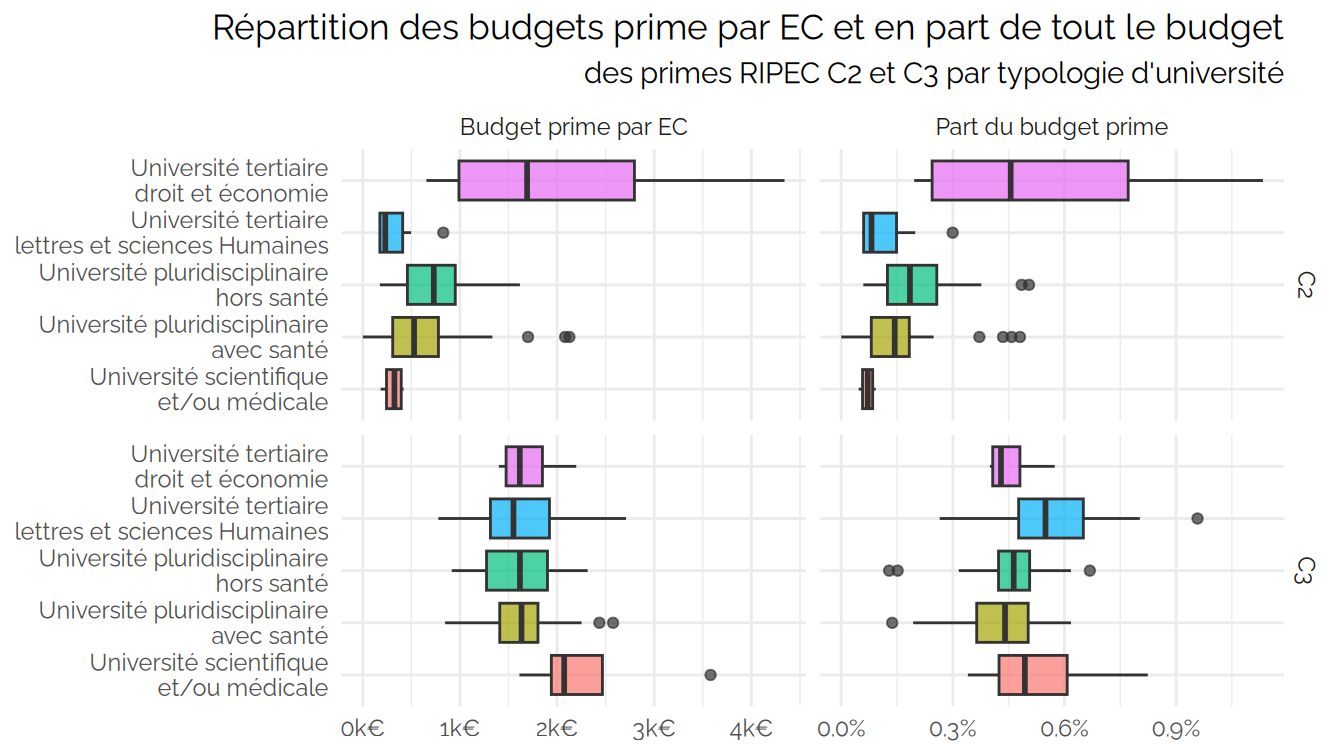 Répartition des budgets prime par EC et en part de tout le budget
des primes RIPEC C2 et C3 par typologie d'université
Budget prime par EC
Part du budget prime
Université tertiaire
droit et économie
Université tertiaire
lettres et sciences Humaines
Université pluridisciplinaire
hors santé
Université pluridisciplinaire
avec santé
Université scientifique
et/ou médicale
C2
Université tertiaire
droit et économie
Université tertiaire
lettres et sciences Humaines
Université pluridisciplinaire
hors santé
Université pluridisciplinaire
avec santé
Université scientifique
et/ou médicale
C3
0k€ 1k€ 2k€ 3k€ 4k€
0.0% 0.3% 0.6% 0.9%